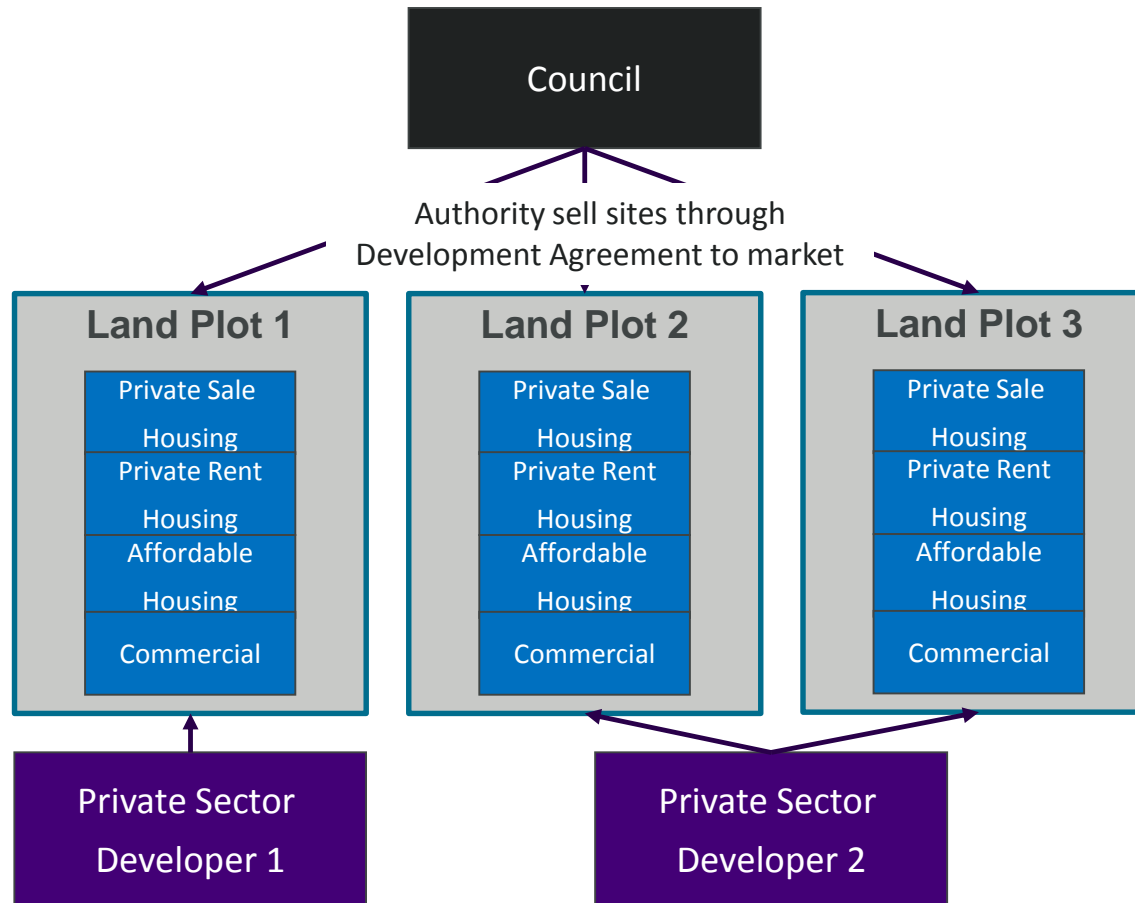 Council
Authority sell sites through
Development Agreement to market
Land Plot 1
Private Sale
Housing
Private Rent
Housing
Affordable
Housing
Commercial
Land Plot 2
Private Sale
Housing
Private Rent
Housing
Affordable
Housing
Commercial
Land Plot 3
Private Sale
Housing
Private Rent
Housing
Affordable
Housing
Commercial
Private Sector
Developer 1
Private Sector
Developer 2